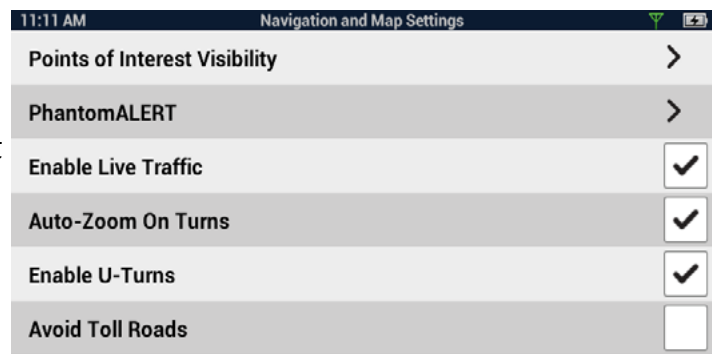 11:11 AM Navigation and Map Settings
Points of Interest Visibility
PhantomALERT
Enable Live Traffic
Auto-Zoom On Turns
Enable U-Turns
Avoid Toll Roads